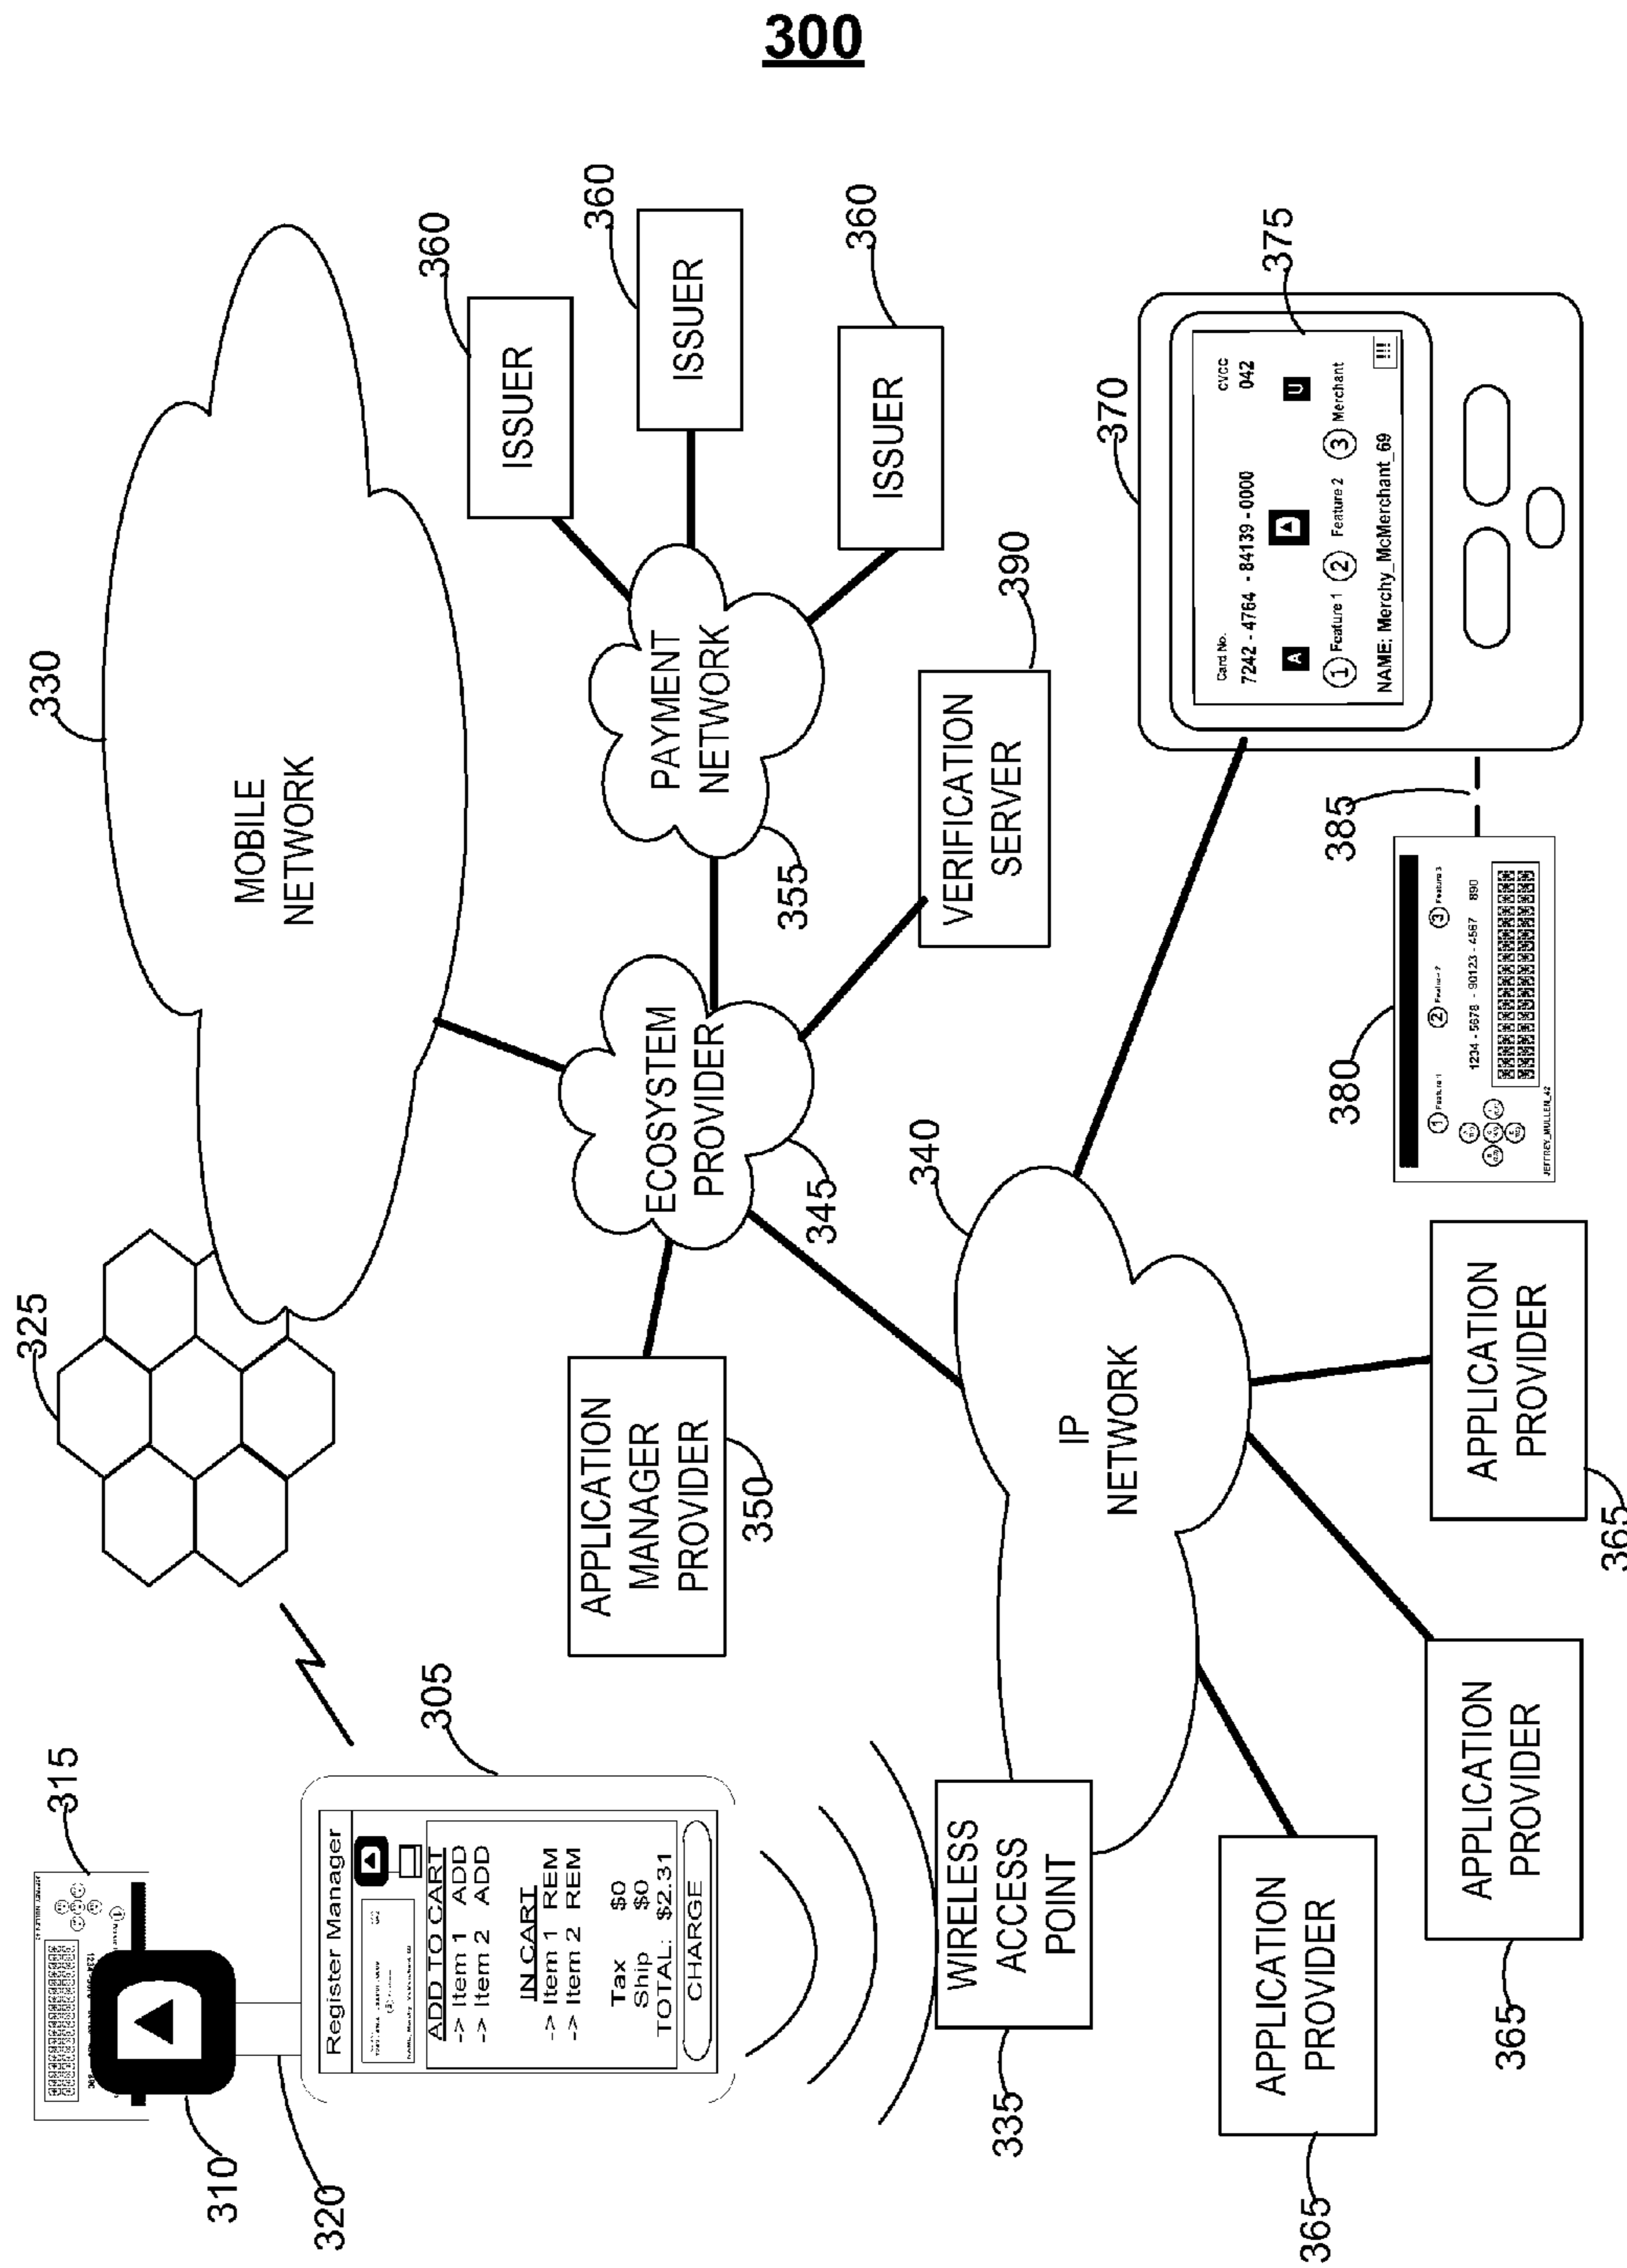 300
330
MOBILE
NETWORK
325
360
ISSUER
360
ISSUER
360
ISSUER
PAYMENT
NETWORK
355
390
VERIFICATION
SERVER
ECOSYSTEM
PROVIDER
345
APPLICATION
MANAGER
PROVIDER
350
315
310
320
305
Register Manager
ADD TO CART
-> Item 1 ADD
-> Item 2 ADD
IN CART
-> Item 1 REM
-> Item 2 REM
Tax $0
Ship $0
TOTAL: $2.31
CHARGE
WIRELESS
ACCESS
POINT
335
340
IP
NETWORK
APPLICATION
PROVIDER
365
APPLICATION
PROVIDER
365
APPLICATION
PROVIDER
365
370
375
Card No. CVCC
7242 - 4764 - 84139 - 0000 042
A U
1 Feature 1 2 Feature 2 3 Merchant
NAME: Merchy_McMerchant_69
!!!
385
380
1 Feature 1 2 Feature 2 3 Feature 3
1234 - 5678 - 90123 - 4567 890
JEFFREY_MULLEN_42